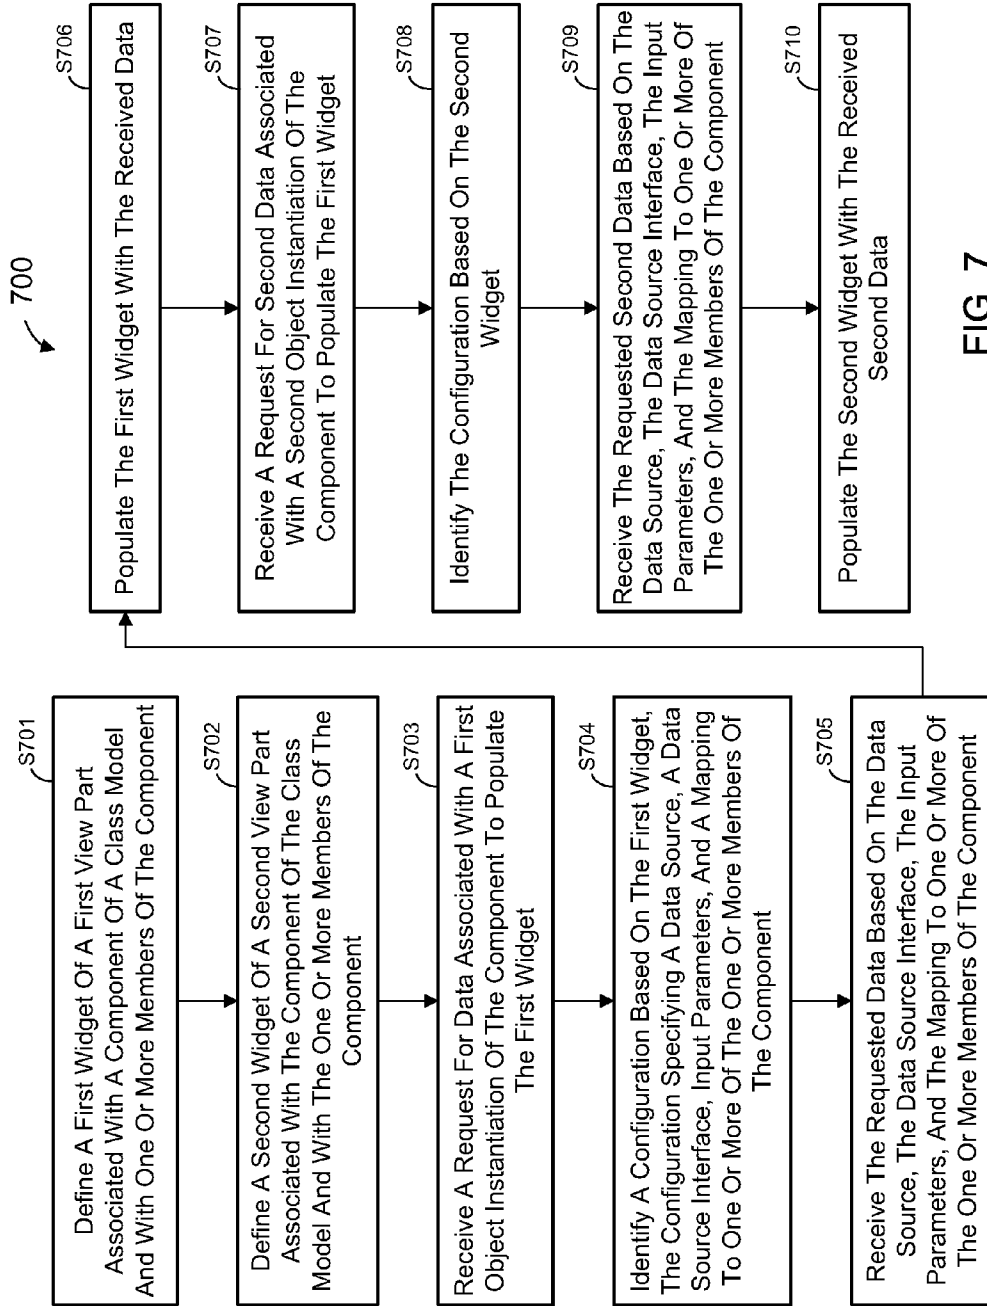 700
S701
Define A First Widget Of A First View Part
Associated With A Component Of A Class Model
And With One Or More Members Of The Component
S702
Define A Second Widget Of A Second View Part
Associated With The Component Of The Class
Model And With The One Or More Members Of The
Component
S703
Receive A Request For Data Associated With A First
Object Instantiation Of The Component To Populate
The First Widget
S704
Identify A Configuration Based On The First Widget,
The Configuration Specifying A Data Source, A Data
Source Interface, Input Parameters, And A Mapping
To One Or More Of The One Or More Members Of
The Component
S705
Receive The Requested Data Based On The Data
Source, The Data Source Interface, The Input
Parameters, And The Mapping To One Or More Of
The One Or More Members Of The Component
S706
Populate The First Widget With The Received Data
S707
Receive A Request For Second Data Associated
With A Second Object Instantiation Of The
Component To Populate The First Widget
S708
Identify The Configuration Based On The Second
Widget
S709
Receive The Requested Second Data Based On The
Data Source, The Data Source Interface, The Input
Parameters, And The Mapping To One Or More Of
The One Or More Members Of The Component
S710
Populate The Second Widget With The Received
Second Data
FIG. 7